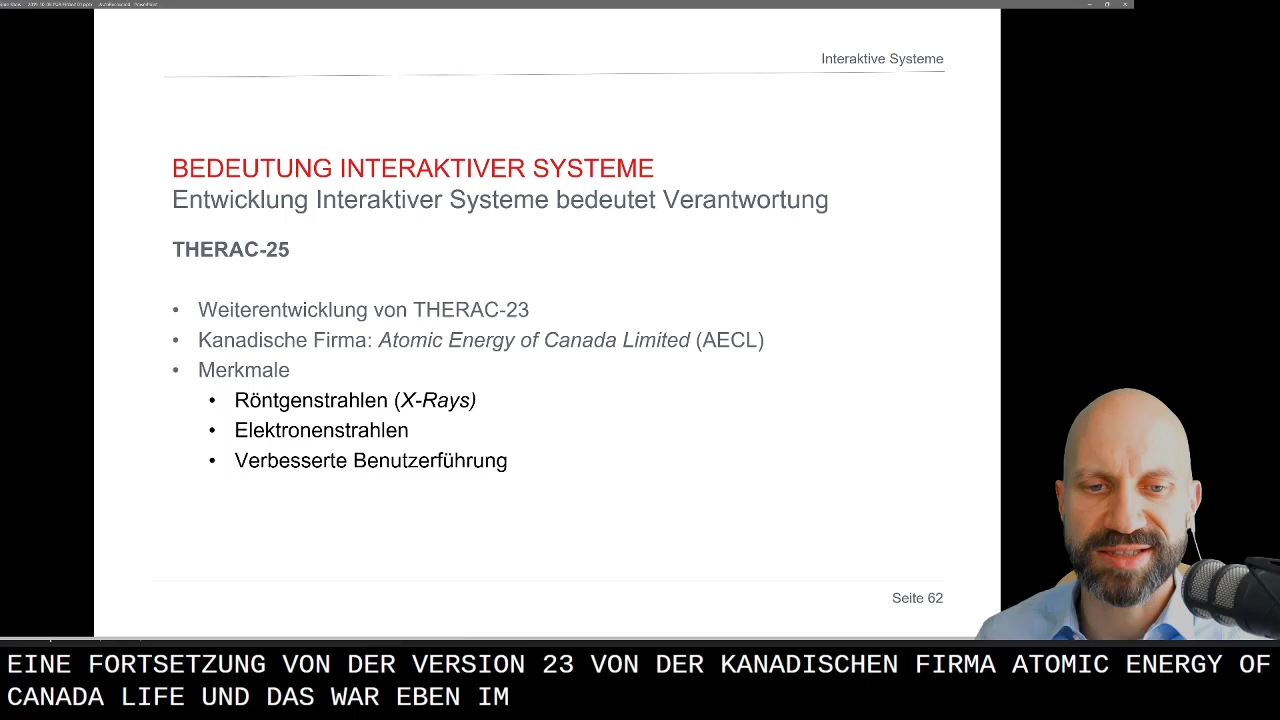 Interaktive Systeme
BEDEUTUNG INTERAKTIVER SYSTEME
Entwicklung Interaktiver Systeme bedeutet Verantwortung
THERAC-25
• Weiterentwicklung von THERAC-23
• Kanadische Firma: Atomic Energy of Canada Limited (AECL)
• Merkmale
• Röntgenstrahlen (X-Rays)
• Elektronenstrahlen
• Verbesserte Benutzerführung
Seite 62
EINE FORTSETZUNG VON DER VERSION 23 VON DER KANADISCHEN FIRMA ATOMIC ENERGY OF
CANADA LIFE UND DAS WAR EBEN IM